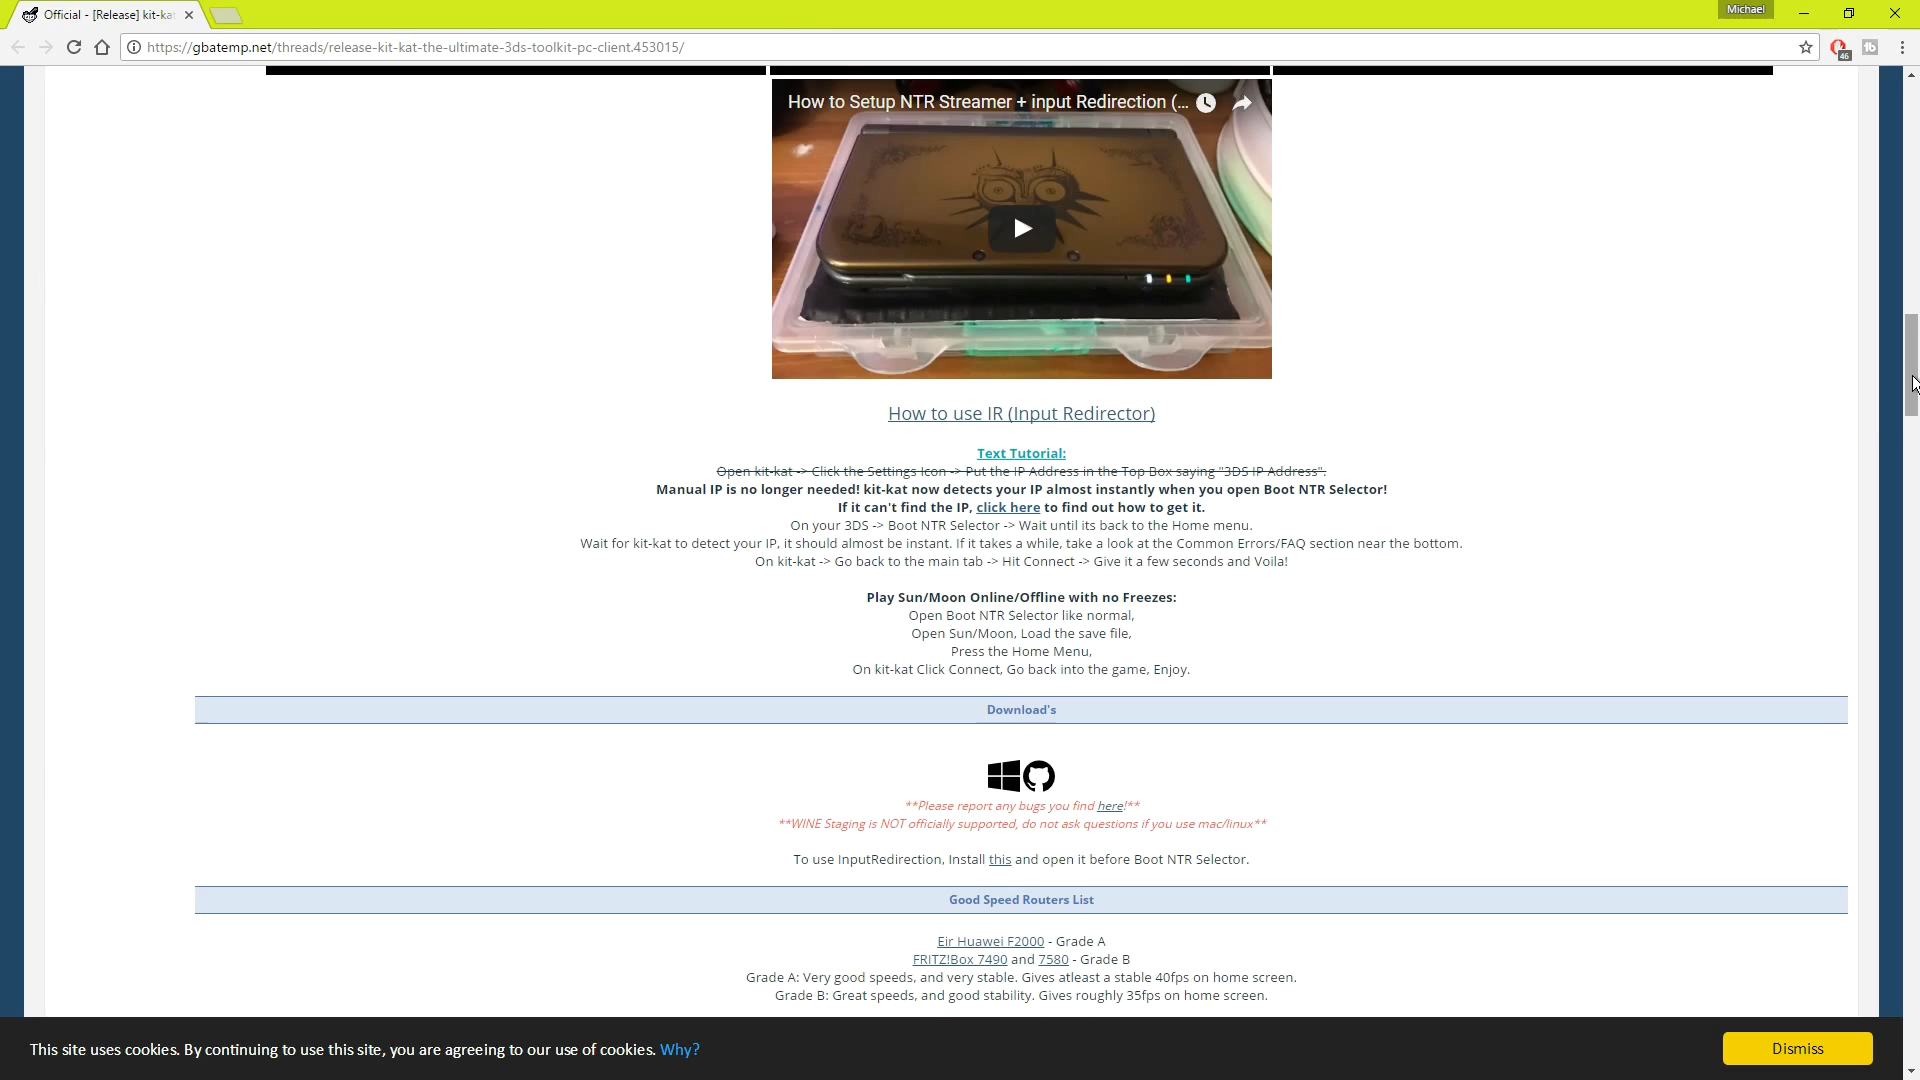 Official - [Release] kit-ka
Michael
https://gbatemp.net/threads/release-kit-kat-the-ultimate-3ds-toolkit-pc-client.453015/
46
How to Setup NTR Streamer + input Redirection (...
How to use IR (Input Redirector)
Text Tutorial:
Open kit-kat -> Click the Settings Icon -> Put the IP Address in the Top Box saying "3DS IP Address".
Manual IP is no longer needed! kit-kat now detects your IP almost instantly when you open Boot NTR Selector!
If it can't find the IP, click here to find out how to get it.
On your 3DS -> Boot NTR Selector -> Wait until its back to the Home menu.
Wait for kit-kat to detect your IP, it should almost be instant. If it takes a while, take a look at the Common Errors/FAQ section near the bottom.
On kit-kat -> Go back to the main tab -> Hit Connect -> Give it a few seconds and Voila!
Play Sun/Moon Online/Offline with no Freezes:
Open Boot NTR Selector like normal,
Open Sun/Moon, Load the save file,
Press the Home Menu,
On kit-kat Click Connect, Go back into the game, Enjoy.
Download's
**Please report any bugs you find here!**
**WINE Staging is NOT officially supported, do not ask questions if you use mac/linux**
To use InputRedirection, Install this and open it before Boot NTR Selector.
Good Speed Routers List
Eir Huawei F2000 - Grade A
FRITZ!Box 7490 and 7580 - Grade B
Grade A: Very good speeds, and very stable. Gives atleast a stable 40fps on home screen.
Grade B: Great speeds, and good stability. Gives roughly 35fps on home screen.
This site uses cookies. By continuing to use this site, you are agreeing to our use of cookies. Why?
Dismiss